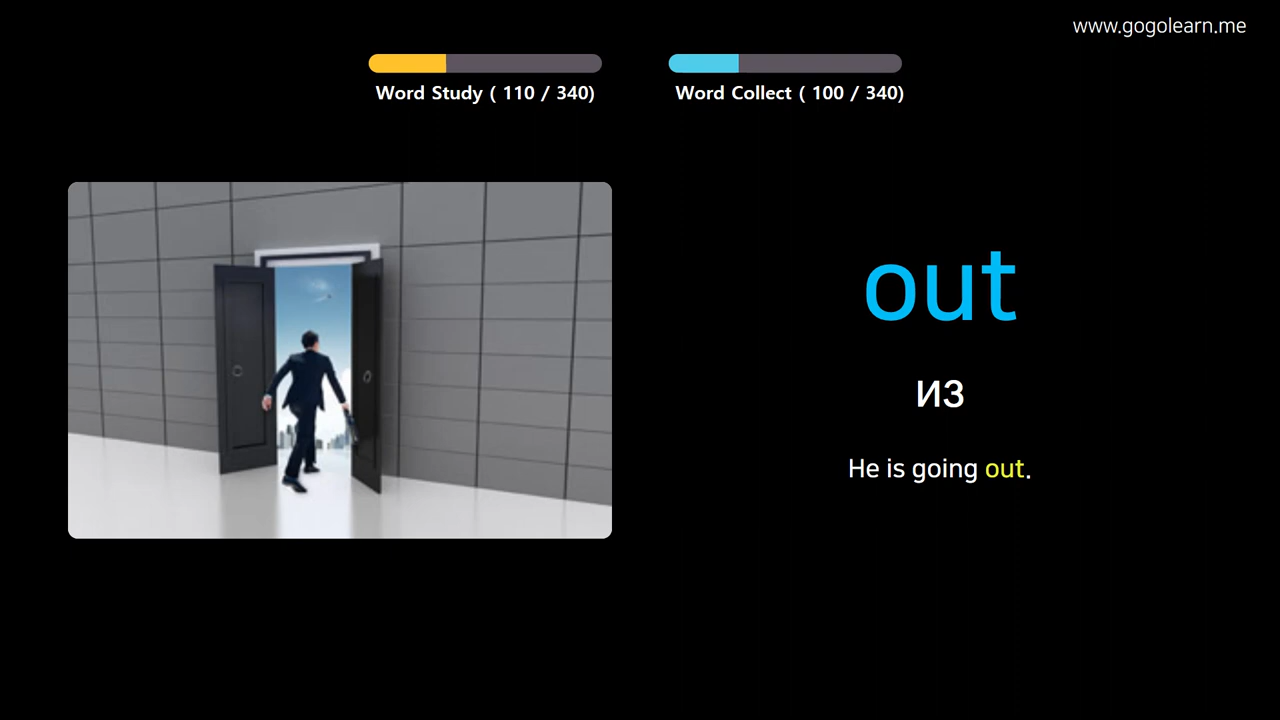 www.gogolearn.me
Word Study ( 110 / 340)
Word Collect ( 100 / 340)
out
из
He is going out.